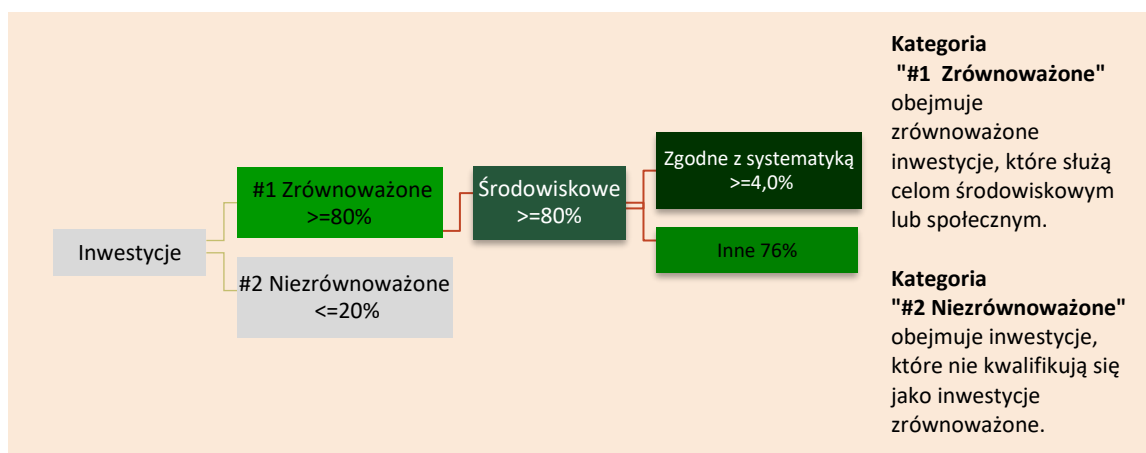 Inwestycje
#1 Zrównoważone
>=80%
#2 Niezrównoważone
<=20%
Środowiskowe
>=80%
Zgodne z systematyką
>=4,0%
Inne 76%
Kategoria
"#1 Zrównoważone"
obejmuje
zrównoważone
inwestycje, które służą
celom środowiskowym
lub społecznym.
Kategoria
"#2 Niezrównoważone"
obejmuje inwestycje,
które nie kwalifikują się
jako inwestycje
zrównoważone.